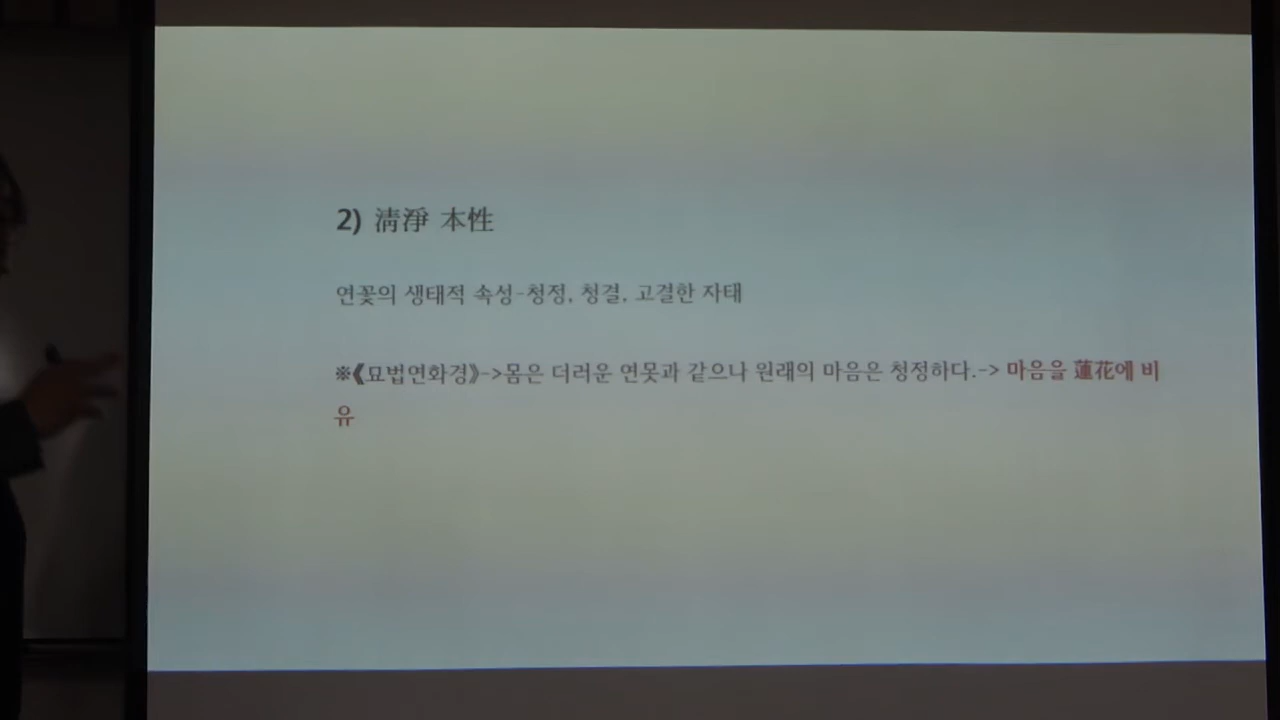 2) 淸淨 本性
연꽃의 생태적 속성-청정, 청결, 고결한 자태
※《묘법연화경》->몸은 더러운 연못과 같으나 원래의 마음은 청정하다.-> 마음을 蓮花에 비
유